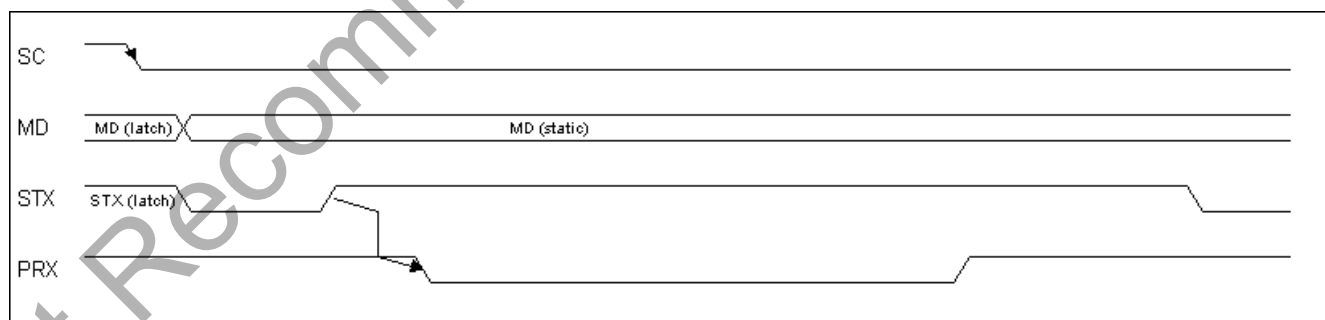 SC
MD MD (latch) MD (static)
STX STX (latch)
PRX